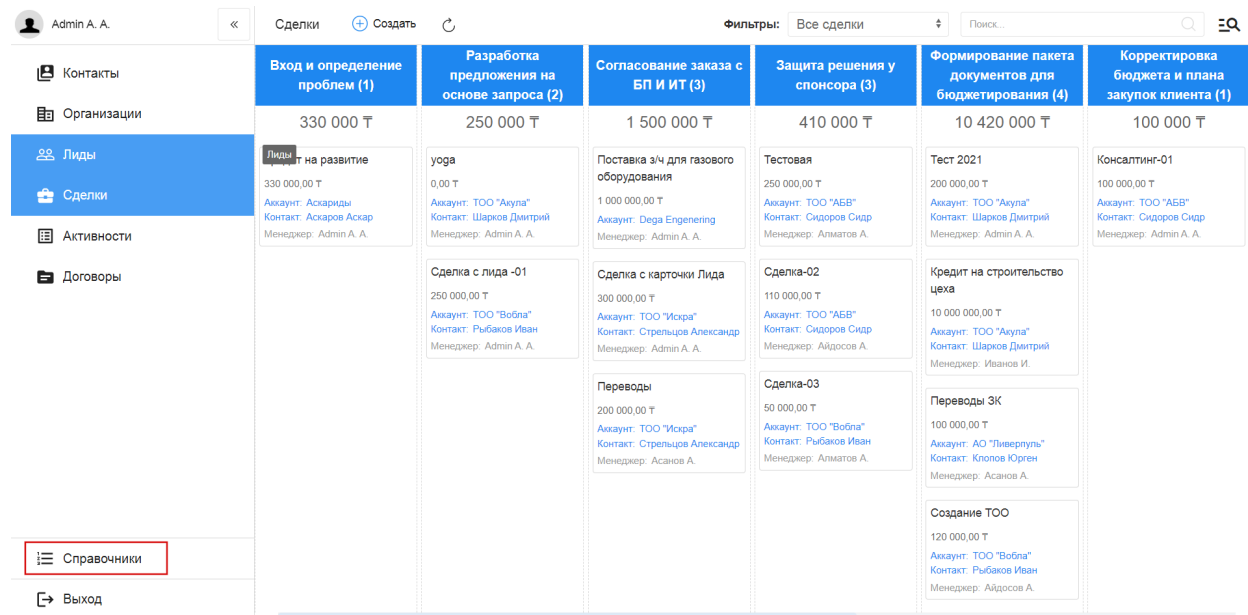 Admin А. А.
«
Контакты
Организации
Лиды
Сделки
Активности
Договоры
Справочники
Выход
Сделки
Создать
Фильтры:
Все сделки
Поиск...
Вход и определение
проблем (1)
330 000 ₸
Лиды
на развитие
330 000,00 ₸
Аккаунт: Аскариды
Контакт: Аскаров Аскар
Менеджер: Admin А. А.
Разработка
предложения на
основе запроса (2)
250 000 ₸
yoga
0,00 ₸
Аккаунт: ТОО "Акула"
Контакт: Шарков Дмитрий
Менеджер: Admin А. А.
Сделка с лида -01
250 000,00 ₸
Аккаунт: ТОО "Вобла"
Контакт: Рыбаков Иван
Менеджер: Admin А. А.
Согласование заказа с
БП И ИТ (3)
1 500 000 ₸
Поставка з/ч для газового
оборудования
1 000 000,00 ₸
Аккаунт: Dega Engenering
Менеджер: Admin А. А.
Сделка с карточки Лида
300 000,00 ₸
Аккаунт: ТОО "Искра"
Контакт: Стрельцов Александр
Менеджер: Admin А. А.
Переводы
200 000,00 ₸
Аккаунт: ТОО "Искра"
Контакт: Стрельцов Александр
Менеджер: Асанов А.
Защита решения у
спонсора (3)
410 000 ₸
Тестовая
250 000,00 ₸
Аккаунт: ТОО "АБВ"
Контакт: Сидоров Сидр
Менеджер: Алматов А.
Сделка-02
110 000,00 ₸
Аккаунт: ТОО "АБВ"
Контакт: Сидоров Сидр
Менеджер: Айдосов А.
Сделка-03
50 000,00 ₸
Аккаунт: ТОО "Вобла"
Контакт: Рыбаков Иван
Менеджер: Алматов А.
Формирование пакета
документов для
бюджетирования (4)
10 420 000 ₸
Тест 2021
200 000,00 ₸
Аккаунт: ТОО "Акула"
Контакт: Шарков Дмитрий
Менеджер: Admin А. А.
Кредит на строительство
цеха
10 000 000,00 ₸
Аккаунт: ТОО "Акула"
Контакт: Шарков Дмитрий
Менеджер: Иванов И.
Переводы ЗК
100 000,00 ₸
Аккаунт: АО "Ливерпуль"
Контакт: Клопов Юрген
Менеджер: Асанов А.
Создание ТОО
120 000,00 ₸
Аккаунт: ТОО "Вобла"
Контакт: Рыбаков Иван
Менеджер: Айдосов А.
Корректировка
бюджета и плана
закупок клиента (1)
100 000 ₸
Консалтинг-01
100 000,00 ₸
Аккаунт: ТОО "АБВ"
Контакт: Сидоров Сидр
Менеджер: Admin А. А.